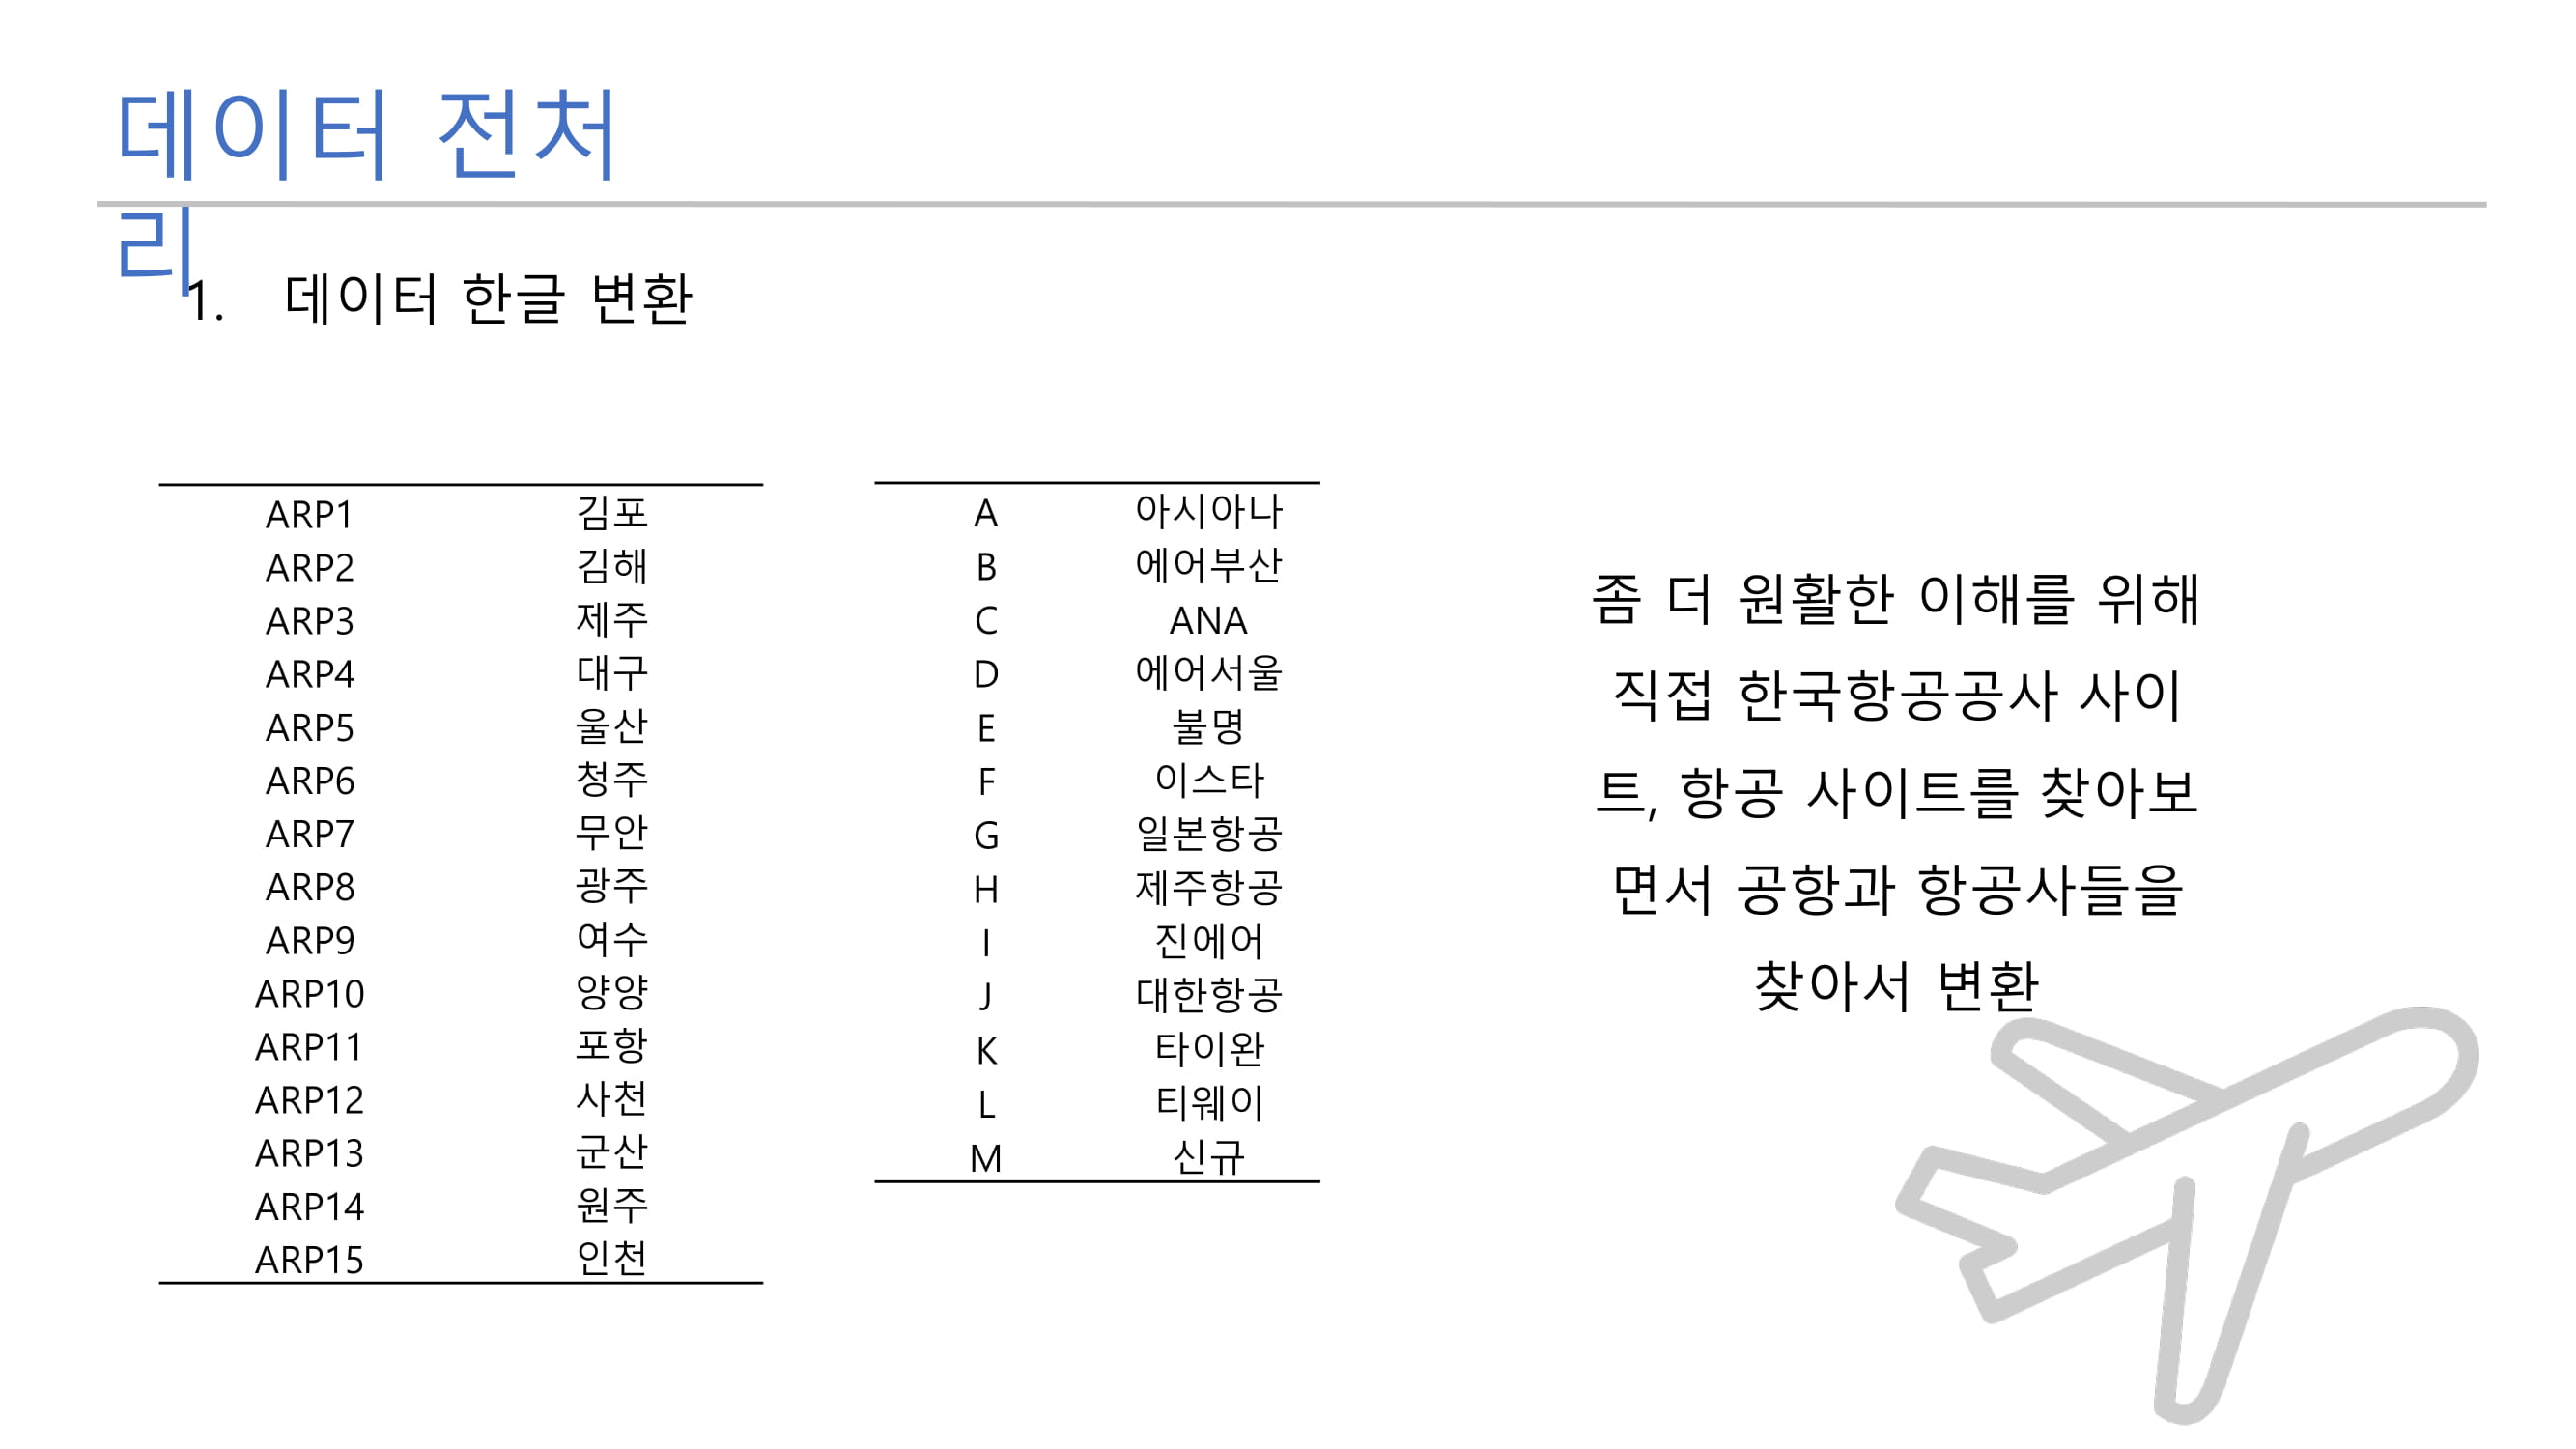 데이터 전처
리
1. 데이터 한글 변환
ARP1 김포
ARP2 김해
ARP3 제주
ARP4 대구
ARP5 울산
ARP6 청주
ARP7 무안
ARP8 광주
ARP9 여수
ARP10 양양
ARP11 포항
ARP12 사천
ARP13 군산
ARP14 원주
ARP15 인천
A 아시아나
B 에어부산
C ANA
D 에어서울
E 불명
F 이스타
G 일본항공
H 제주항공
I 진에어
J 대한항공
K 타이완
L 티웨이
M 신규
좀 더 원활한 이해를 위해
직접 한국항공공사 사이
트, 항공 사이트를 찾아보
면서 공항과 항공사들을
찾아서 변환